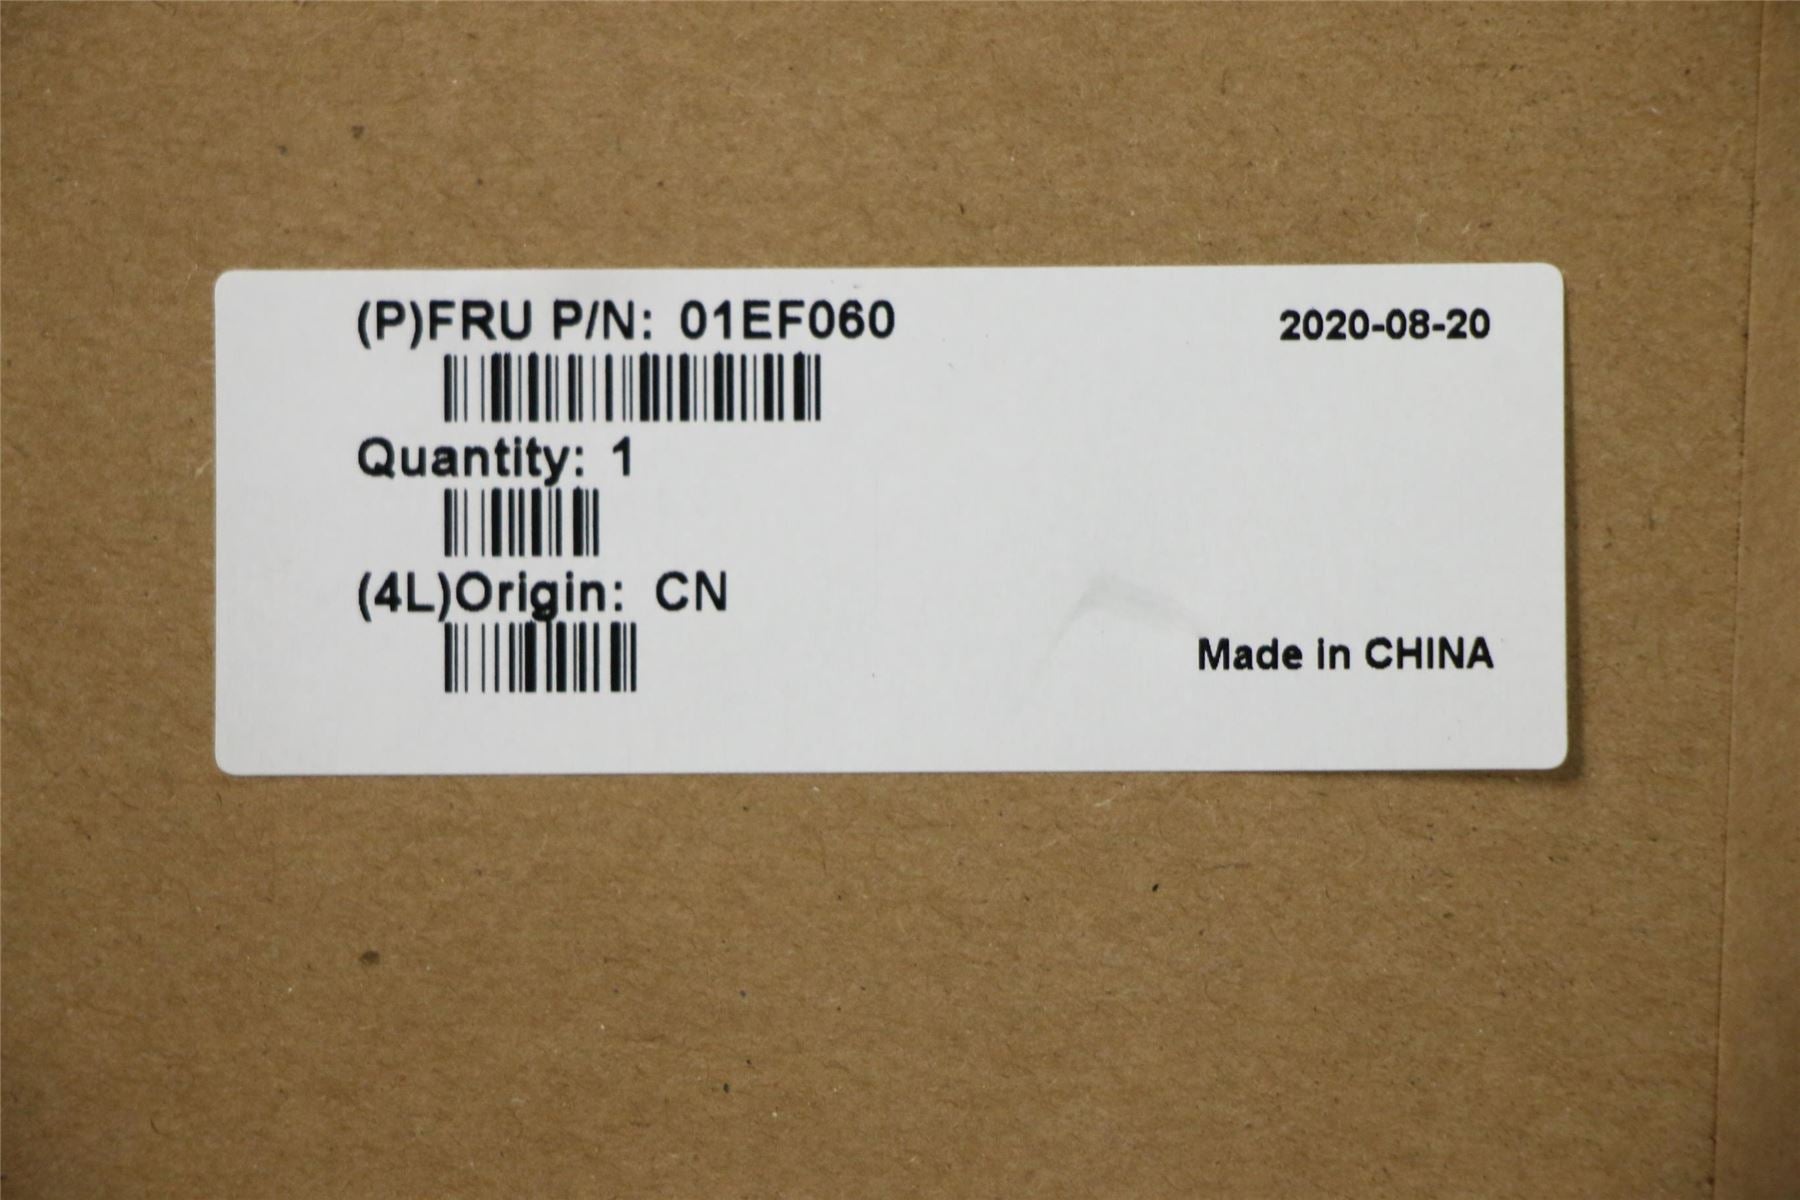 (P)FRU P/N: 01EF060
2020-08-20
Quantity: 1
(4L)Origin: CN
Made in CHINA